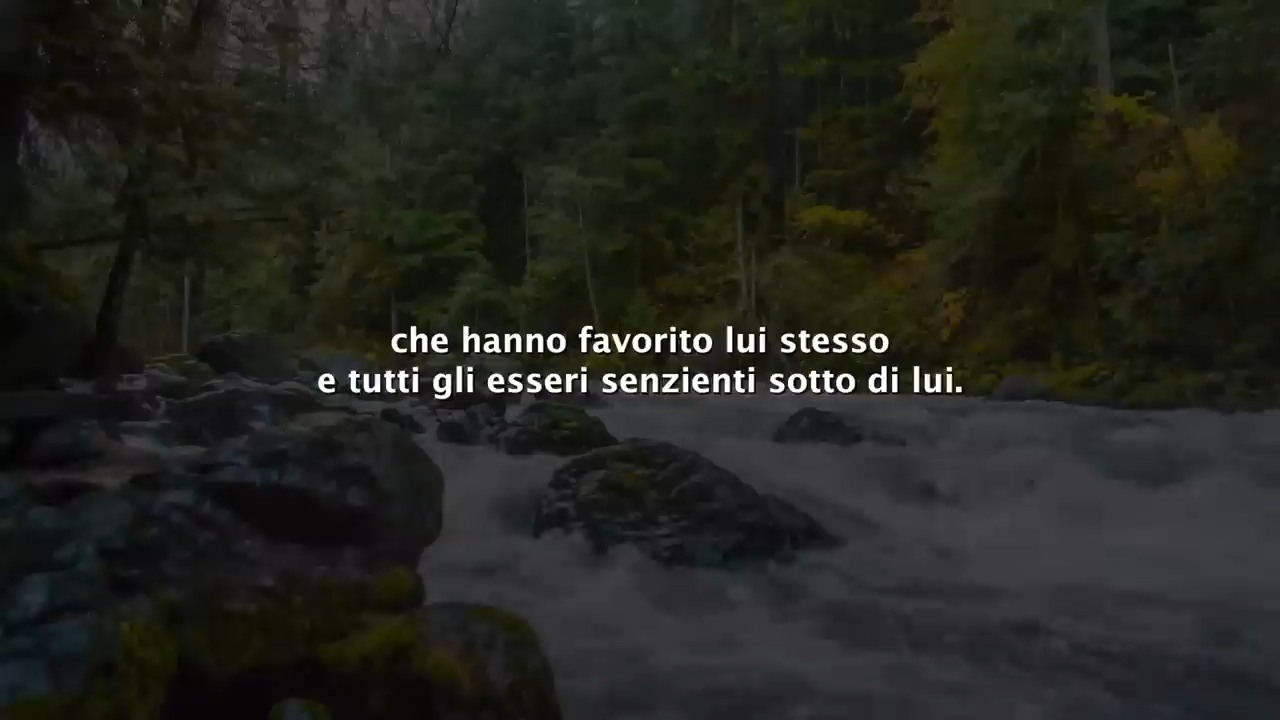 che hanno favorito lui stesso
e tutti gli esseri senzienti sotto di lui.